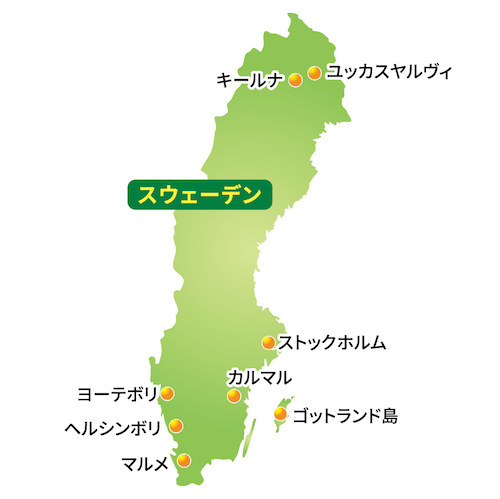 ユッカスヤルヴィ
キールナ
スウェーデン
ストックホルム
カルマル
ヨーテボリ
ゴットランド島
ヘルシンボリ
マルメ